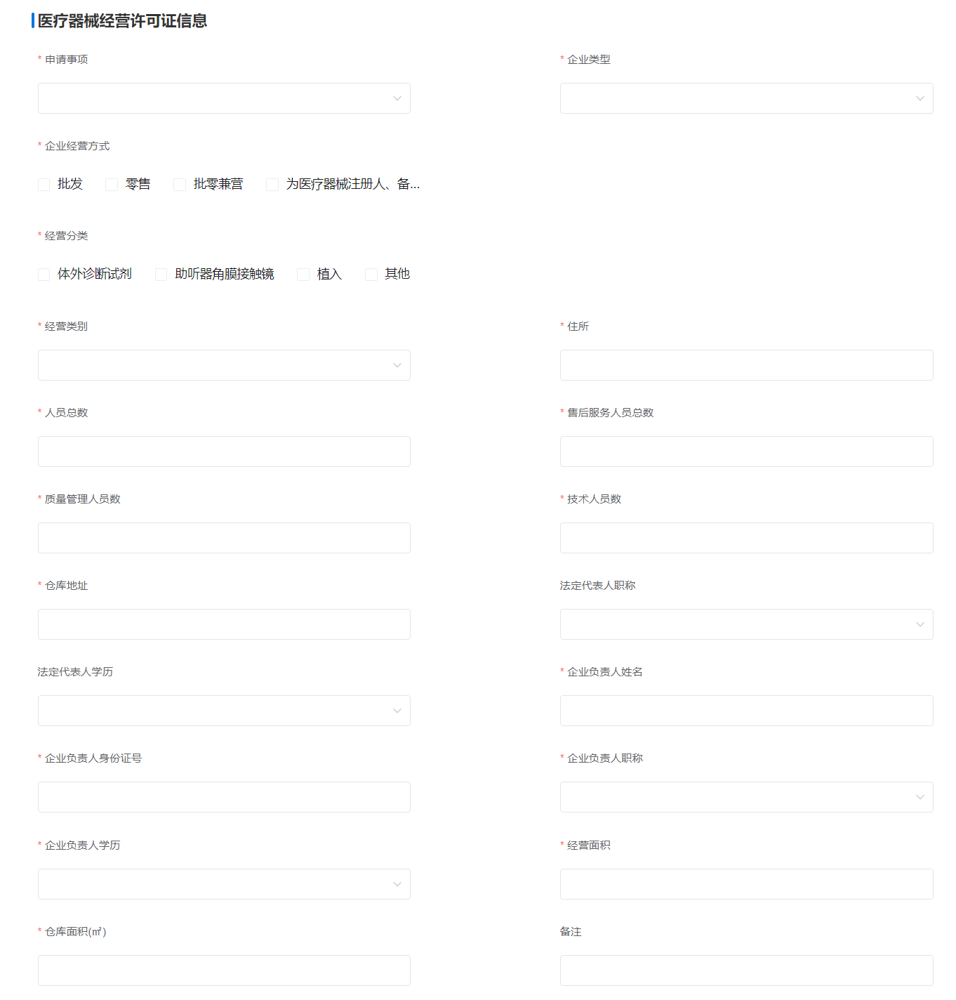 医疗器械经营许可证信息
* 申请事项
* 企业类型
* 企业经营方式
批发 零售 批零兼营 为医疗器械注册人、备...
* 经营分类
体外诊断试剂 助听器角膜接触镜 植入 其他
* 经营类别
* 住所
* 人员总数
* 售后服务人员总数
* 质量管理人员数
* 技术人员数
* 仓库地址
法定代表人职称
法定代表人学历
* 企业负责人姓名
* 企业负责人身份证号
* 企业负责人职称
* 企业负责人学历
* 经营面积
* 仓库面积(㎡)
备注